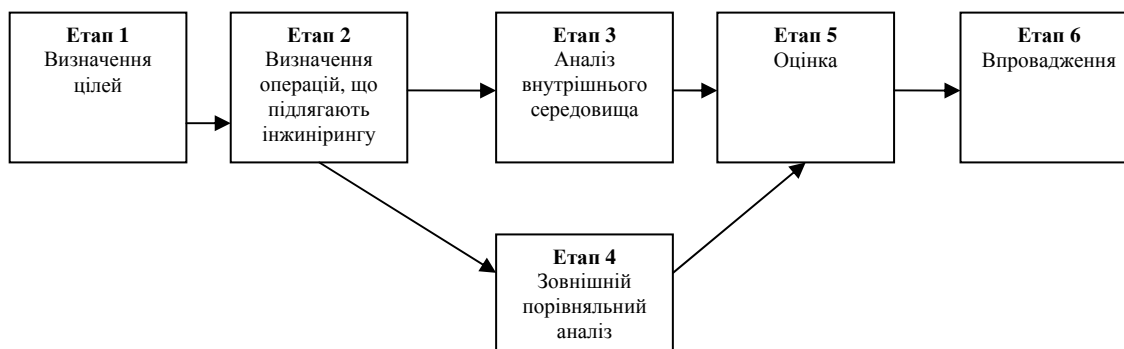 Етап 1
Визначення
цілей
Етап 2
Визначення
операцій, що
підлягають
інжинірингу
Етап 3
Аналіз
внутрішнього
середовища
Етап 5
Оцінка
Етап 6
Впровадження
Етап 4
Зовнішній
порівняльний
аналіз